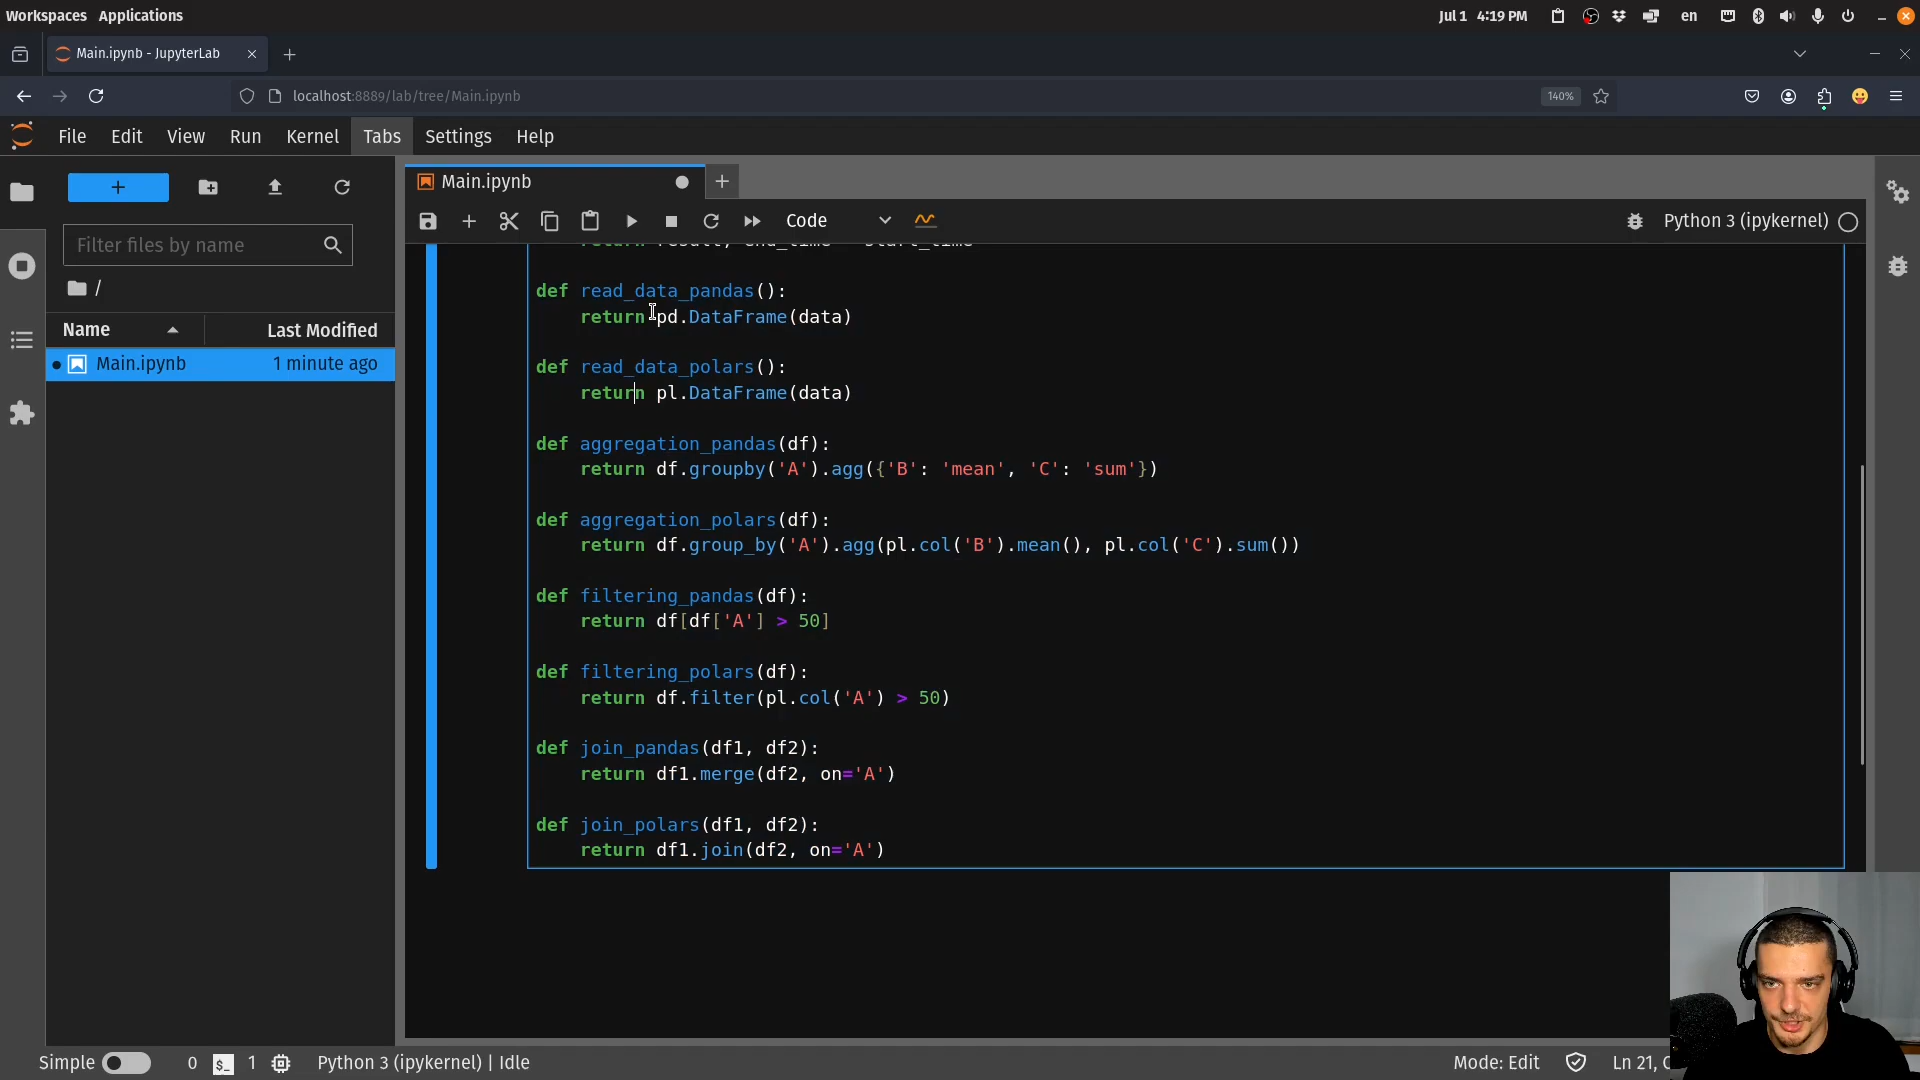 Workspaces Applications
Jul 1 4:19 PM
en
Main.ipynb - JupyterLab
localhost:8889/lab/tree/Main.ipynb
140%
File Edit View Run Kernel Tabs Settings Help
Filter files by name
/
Name Last Modified
Main.ipynb 1 minute ago
Main.ipynb
Code
Python 3 (ipykernel)
return result, end_time - start_time
def read_data_pandas():
return pd.DataFrame(data)
def read_data_polars():
return pl.DataFrame(data)
def aggregation_pandas(df):
return df.groupby('A').agg({'B': 'mean', 'C': 'sum'})
def aggregation_polars(df):
return df.group_by('A').agg(pl.col('B').mean(), pl.col('C').sum())
def filtering_pandas(df):
return df[df['A'] > 50]
def filtering_polars(df):
return df.filter(pl.col('A') > 50)
def join_pandas(df1, df2):
return df1.merge(df2, on='A')
def join_polars(df1, df2):
return df1.join(df2, on='A')
Simple 0 $_ 1 Python 3 (ipykernel) | Idle
Mode: Edit Ln 21,